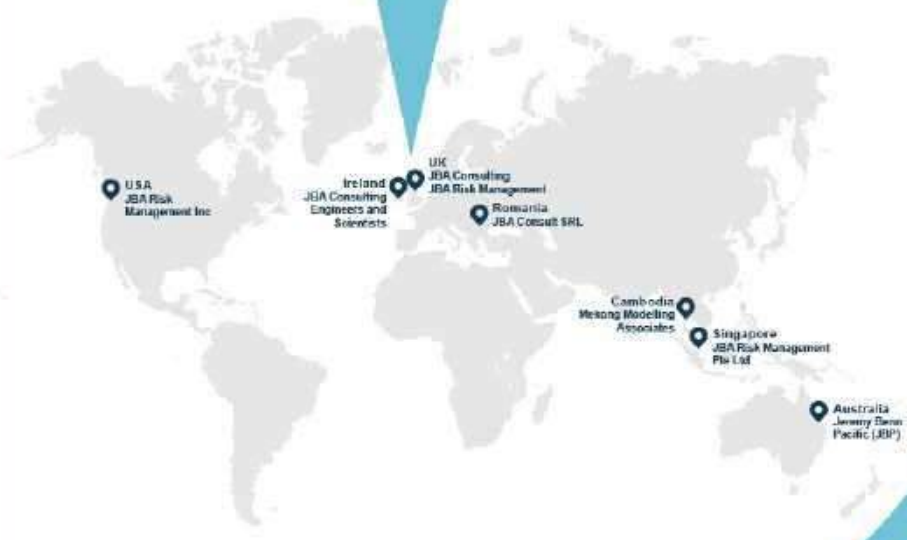 UK
JBA Consulting
JBA Risk Management
Ireland
JBA Consulting
Engineers and
Scientists
USA
JBA Risk
Management Inc
Romania
JBA Consult SRL
Cambodia
Mekong Modelling
Associates
Singapore
JBA Risk Management
Pte Ltd
Australia
Jeremy Benn
Pacific (JBP)